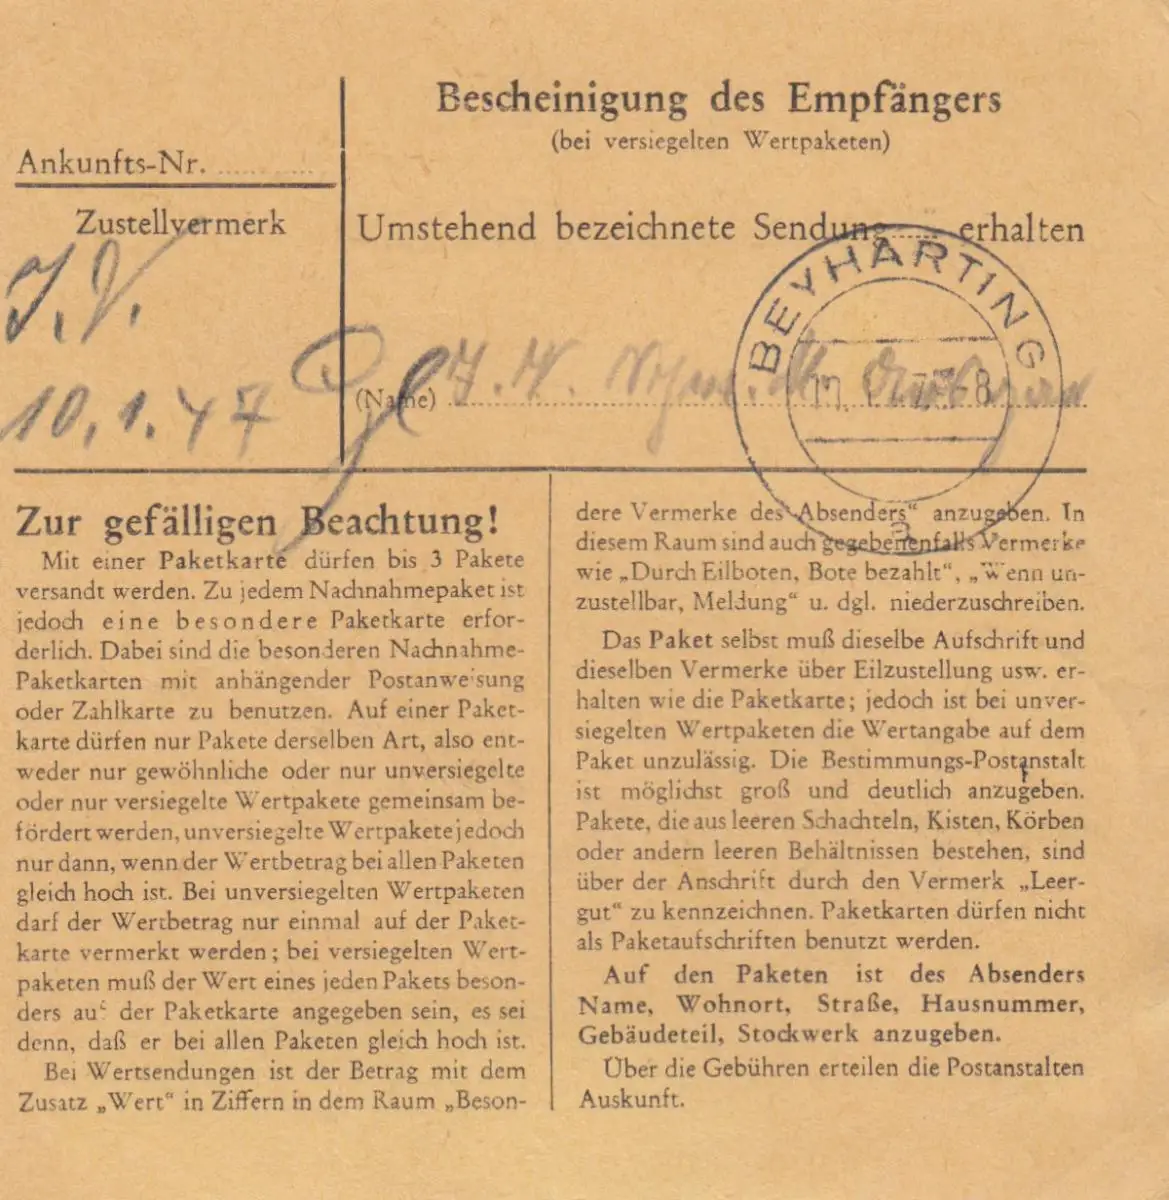 Bescheinigung des Empfängers
(bei versiegelten Wertpaketen)
Ankunfts-Nr.
Zustellvermerk
Umstehend bezeichnete Sendung erhalten
BEYHARTING
J.V.
10.1.47
(Name)
Zur gefälligen Beachtung!
Mit einer Paketkarte dürfen bis 3 Pakete
versandt werden. Zu jedem Nachnahmepaket ist
jedoch eine besondere Paketkarte erfor-
derlich. Dabei sind die besonderen Nachnahme-
Paketkarten mit anhängender Postanweisung
oder Zahlkarte zu benutzen. Auf einer Paket-
karte dürfen nur Pakete derselben Art, also ent-
weder nur gewöhnliche oder nur unversiegelte
oder nur versiegelte Wertpakete gemeinsam be-
fördert werden, unversiegelte Wertpakete jedoch
nur dann, wenn der Wertbetrag bei allen Paketen
gleich hoch ist. Bei unversiegelten Wertpaketen
darf der Wertbetrag nur einmal auf der Paket-
karte vermerkt werden; bei versiegelten Wert-
paketen muß der Wert eines jeden Pakets beson-
ders auf der Paketkarte angegeben sein, es sei
denn, daß er bei allen Paketen gleich hoch ist.
Bei Wertsendungen ist der Betrag mit dem
Zusatz „Wert“ in Ziffern in dem Raum „Beson-
dere Vermerke des Absenders“ anzugeben. In
diesem Raum sind auch gegebenenfalls Vermerke
wie „Durch Eilboten, Bote bezahlt“, „Wenn un-
zustellbar, Meldung“ u. dgl. niederzuschreiben.
Das Paket selbst muß dieselbe Aufschrift und
dieselben Vermerke über Eilzustellung usw. er-
halten wie die Paketkarte; jedoch ist bei unver-
siegelten Wertpaketen die Wertangabe auf dem
Paket unzulässig. Die Bestimmungs-Postanstalt
ist möglichst groß und deutlich anzugeben.
Pakete, die aus leeren Schachteln, Kisten, Körben
oder andern leeren Behältnissen bestehen, sind
über der Anschrift durch den Vermerk „Leer-
gut“ zu kennzeichnen. Paketkarten dürfen nicht
als Paketaufschriften benutzt werden.
Auf den Paketen ist des Absenders
Name, Wohnort, Straße, Hausnummer,
Gebäudeteil, Stockwerk anzugeben.
Über die Gebühren erteilen die Postanstalten
Auskunft.